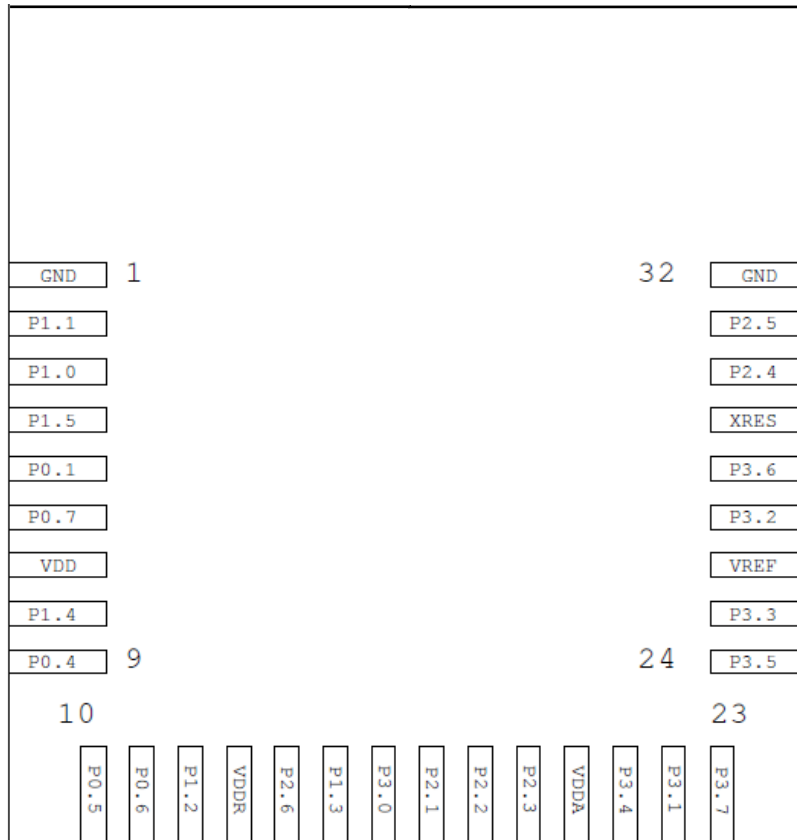 GND 1 32 GND
P1.1 P2.5
P1.0 P2.4
P1.5 XRES
P0.1 P3.6
P0.7 P3.2
VDD VREF
P1.4 P3.3
P0.4 9 24 P3.5
10 23
P0.5 P0.6 P1.2 VDDR P2.6 P1.3 P3.0 P2.1 P2.2 P2.3 VDDA P3.4 P3.1 P3.7